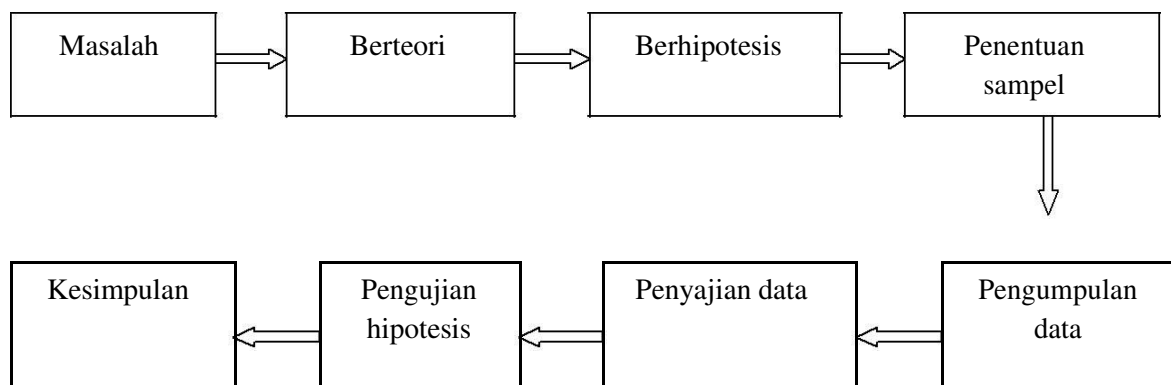 Masalah
Berteori
Berhipotesis
Penentuan
sampel
Pengumpulan
data
Penyajian data
Pengujian
hipotesis
Kesimpulan